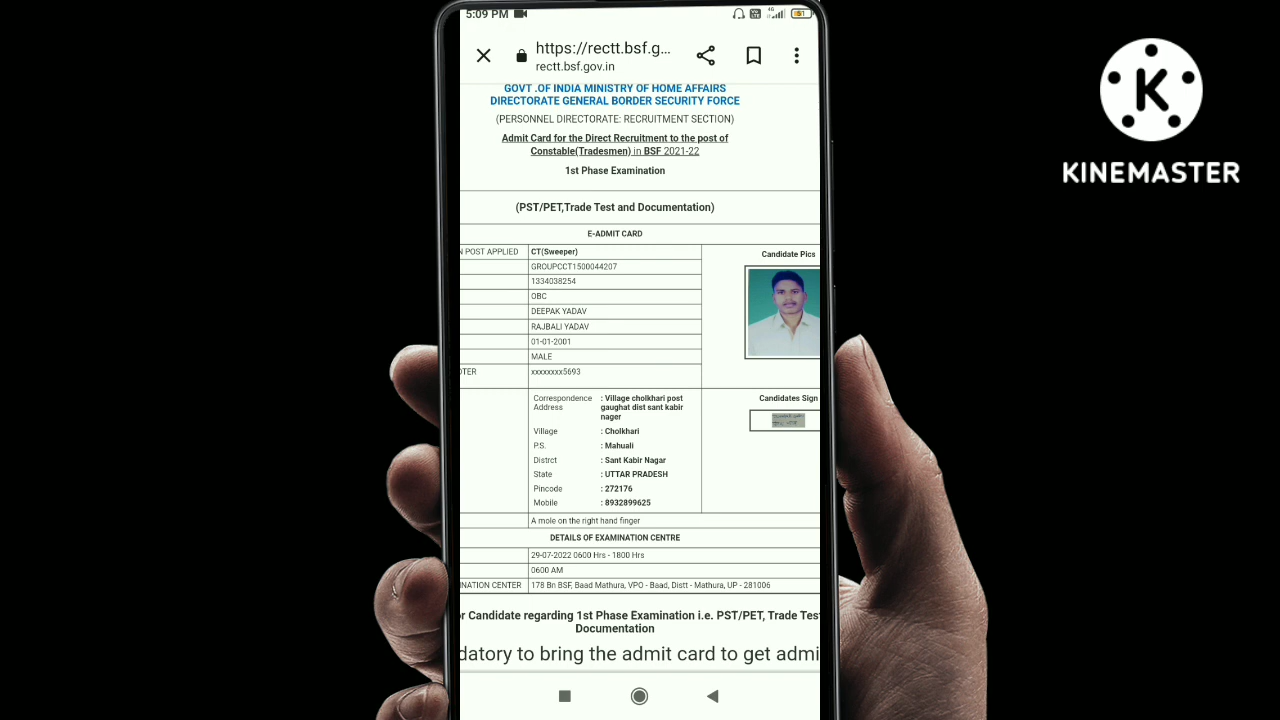 5:09 PM
4G
51
https://rectt.bsf.g...
rectt.bsf.gov.in
K
KINEMASTER
GOVT .OF INDIA MINISTRY OF HOME AFFAIRS
DIRECTORATE GENERAL BORDER SECURITY FORCE
(PERSONNEL DIRECTORATE: RECRUITMENT SECTION)
Admit Card for the Direct Recruitment to the post of
Constable(Tradesmen) in BSF 2021-22
1st Phase Examination
(PST/PET,Trade Test and Documentation)
E-ADMIT CARD
N POST APPLIED CT(Sweeper) Candidate Pics
GROUPCCT1500044207
1334038254
OBC
DEEPAK YADAV
RAJBALI YADAV
01-01-2001
MALE
OTER xxxxxxxx5693
Correspondence Address : Village cholkhari post gaughat dist sant kabir nager
Candidates Sign
Village : Cholkhari
P.S. : Mahuali
Distrct : Sant Kabir Nagar
State : UTTAR PRADESH
Pincode : 272176
Mobile : 8932899625
A mole on the right hand finger
DETAILS OF EXAMINATION CENTRE
29-07-2022 0600 Hrs - 1800 Hrs
0600 AM
INATION CENTER 178 Bn BSF, Baad Mathura, VPO - Baad, Distt - Mathura, UP - 281006
or Candidate regarding 1st Phase Examination i.e. PST/PET, Trade Test
Documentation
datory to bring the admit card to get admi